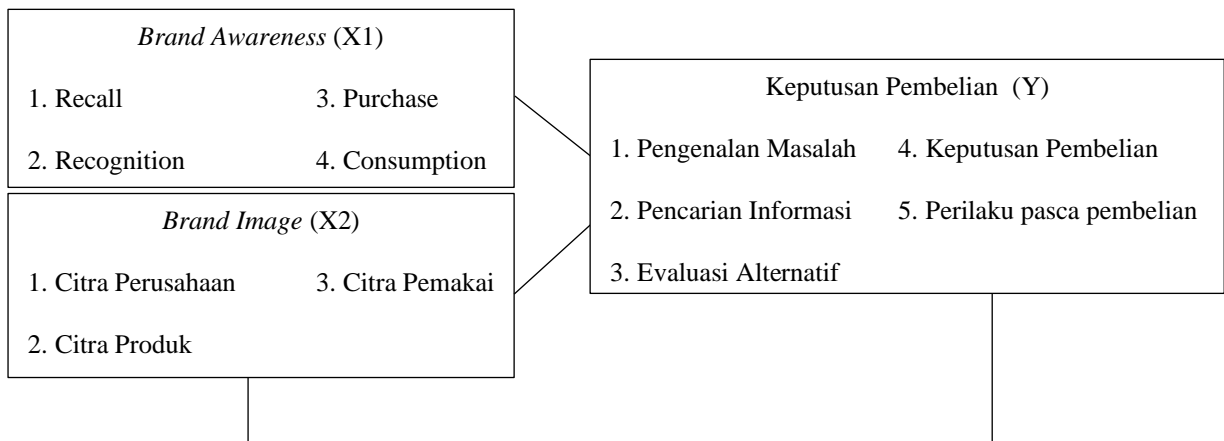 Brand Awareness (X1)
1. Recall 3. Purchase
2. Recognition 4. Consumption
Brand Image (X2)
1. Citra Perusahaan 3. Citra Pemakai
2. Citra Produk
Keputusan Pembelian (Y)
1. Pengenalan Masalah 4. Keputusan Pembelian
2. Pencarian Informasi 5. Perilaku pasca pembelian
3. Evaluasi Alternatif